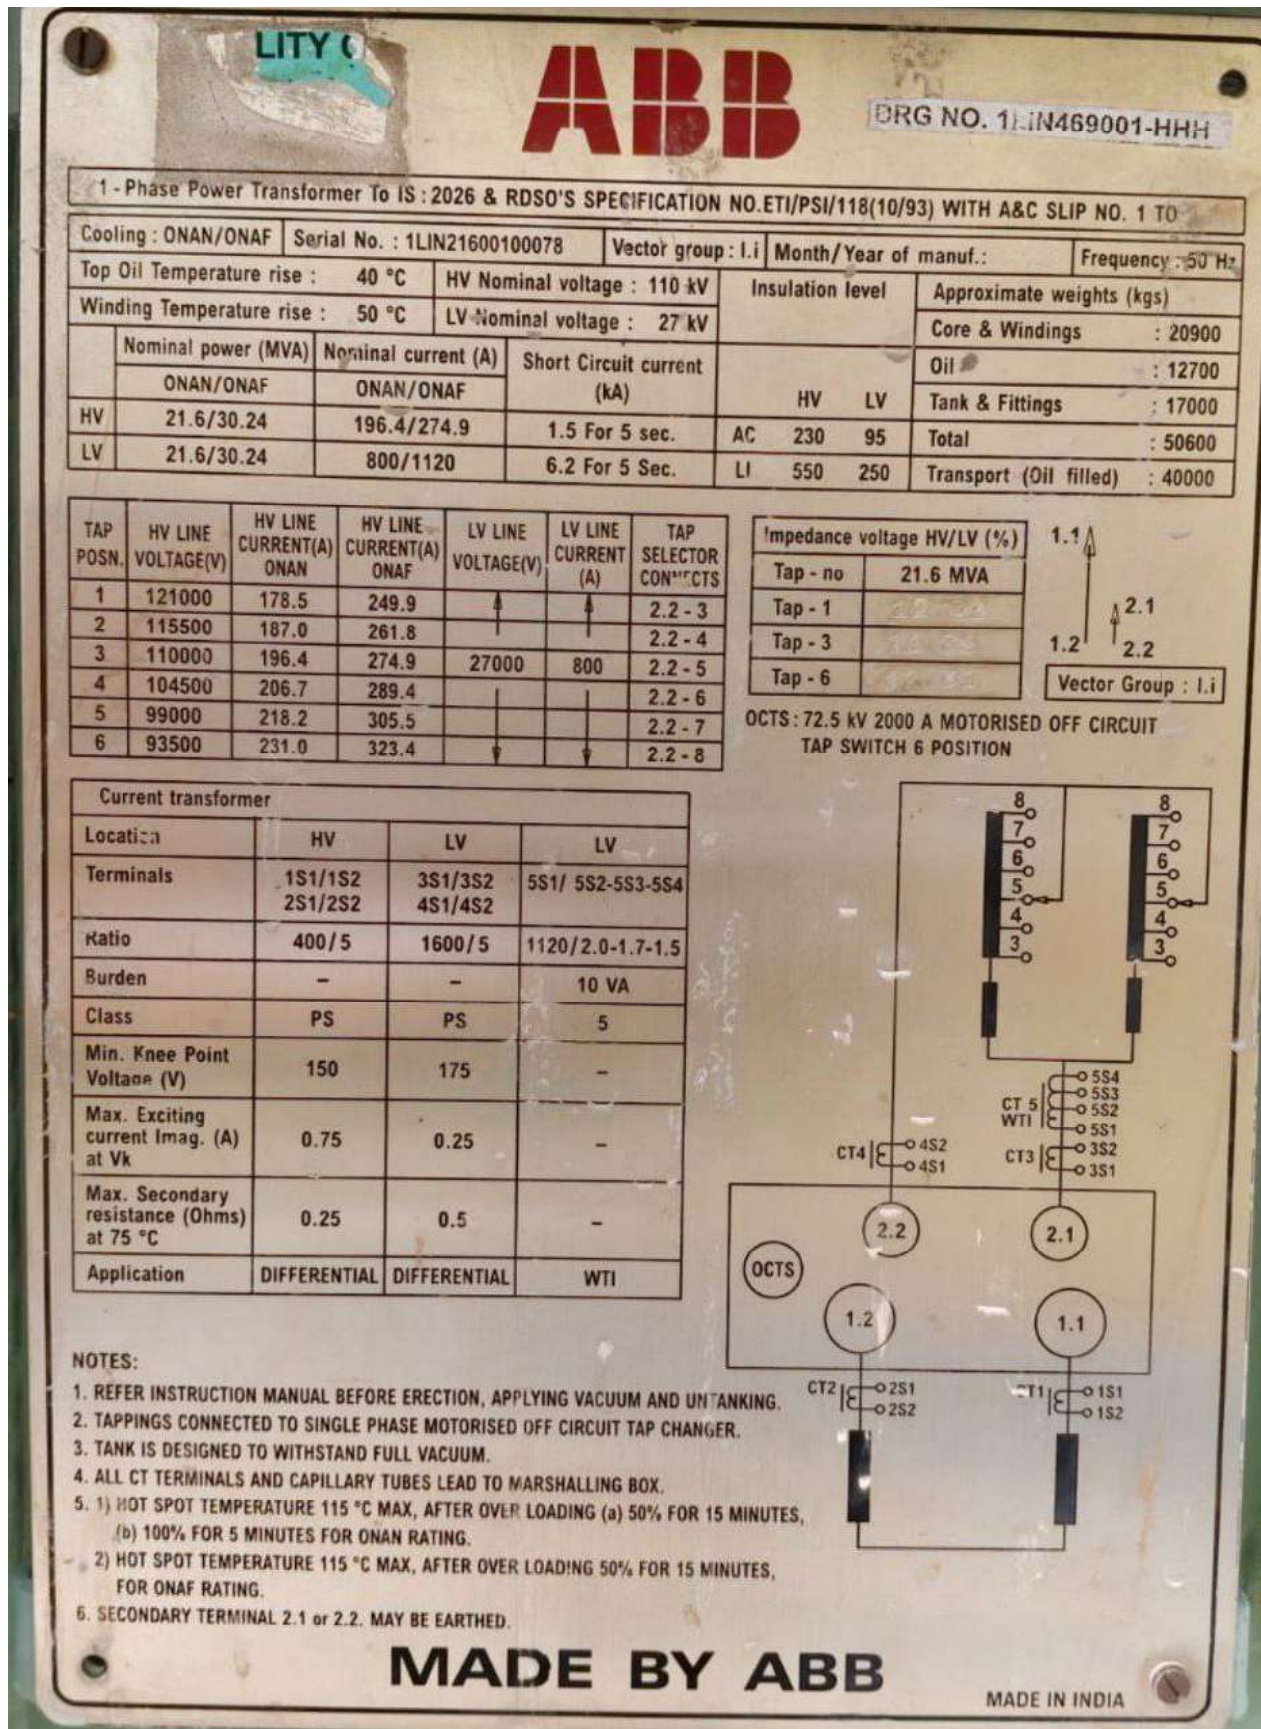 LITY
ABB
DRG NO. 1LIN469001-HHH
1 - Phase Power Transformer To IS : 2026 & RDSO'S SPECIFICATION NO.ETI/PSI/118(10/93) WITH A&C SLIP NO. 1 TO
Cooling : ONAN/ONAF Serial No. : 1LIN21600100078 Vector group : I.i Month/Year of manuf.: Frequency : 50 Hz
Top Oil Temperature rise : 40 °C HV Nominal voltage : 110 kV Insulation level Approximate weights (kgs)
Winding Temperature rise : 50 °C LV Nominal voltage : 27 kV Core & Windings : 20900
Nominal power (MVA) Nominal current (A) Short Circuit current Oil : 12700
ONAN/ONAF ONAN/ONAF (kA) HV LV Tank & Fittings : 17000
HV 21.6/30.24 196.4/274.9 1.5 For 5 sec. AC 230 95 Total : 50600
LV 21.6/30.24 800/1120 6.2 For 5 Sec. LI 550 250 Transport (Oil filled) : 40000
TAP POSN. HV LINE VOLTAGE(V) HV LINE CURRENT(A) ONAN HV LINE CURRENT(A) ONAF LV LINE VOLTAGE(V) LV LINE CURRENT (A) TAP SELECTOR CONNECTS
1 121000 178.5 249.9 2.2 - 3
2 115500 187.0 261.8 2.2 - 4
3 110000 196.4 274.9 27000 800 2.2 - 5
4 104500 206.7 289.4 2.2 - 6
5 99000 218.2 305.5 2.2 - 7
6 93500 231.0 323.4 2.2 - 8
Impedance voltage HV/LV (%)
Tap - no 21.6 MVA
Tap - 1
Tap - 3
Tap - 6
1.1
2.1
1.2
2.2
Vector Group : I.i
OCTS : 72.5 kV 2000 A MOTORISED OFF CIRCUIT
TAP SWITCH 6 POSITION
Current transformer
Location HV LV LV
Terminals 1S1/1S2 3S1/3S2 5S1/ 5S2-5S3-5S4
2S1/2S2 4S1/4S2
Ratio 400/5 1600/5 1120/2.0-1.7-1.5
Burden – – 10 VA
Class PS PS 5
Min. Knee Point
Voltage (V) 150 175 –
Max. Exciting
current Imag. (A) 0.75 0.25 –
at Vk
Max. Secondary
resistance (Ohms) 0.25 0.5 –
at 75 °C
Application DIFFERENTIAL DIFFERENTIAL WTI
8 8
7 7
6 6
5 5
4 4
3 3
5S4
5S3
CT 5 5S2
WTI 5S1
CT4 4S2 CT3 3S2
4S1 3S1
2.2 2.1
OCTS
1.2 1.1
CT2 2S1 CT1 1S1
2S2 1S2
NOTES:
1. REFER INSTRUCTION MANUAL BEFORE ERECTION, APPLYING VACUUM AND UNTANKING.
2. TAPPINGS CONNECTED TO SINGLE PHASE MOTORISED OFF CIRCUIT TAP CHANGER.
3. TANK IS DESIGNED TO WITHSTAND FULL VACUUM.
4. ALL CT TERMINALS AND CAPILLARY TUBES LEAD TO MARSHALLING BOX.
5. 1) HOT SPOT TEMPERATURE 115 °C MAX, AFTER OVER LOADING (a) 50% FOR 15 MINUTES,
(b) 100% FOR 5 MINUTES FOR ONAN RATING.
2) HOT SPOT TEMPERATURE 115 °C MAX, AFTER OVER LOADING 50% FOR 15 MINUTES,
FOR ONAF RATING.
6. SECONDARY TERMINAL 2.1 or 2.2. MAY BE EARTHED.
MADE BY ABB
MADE IN INDIA